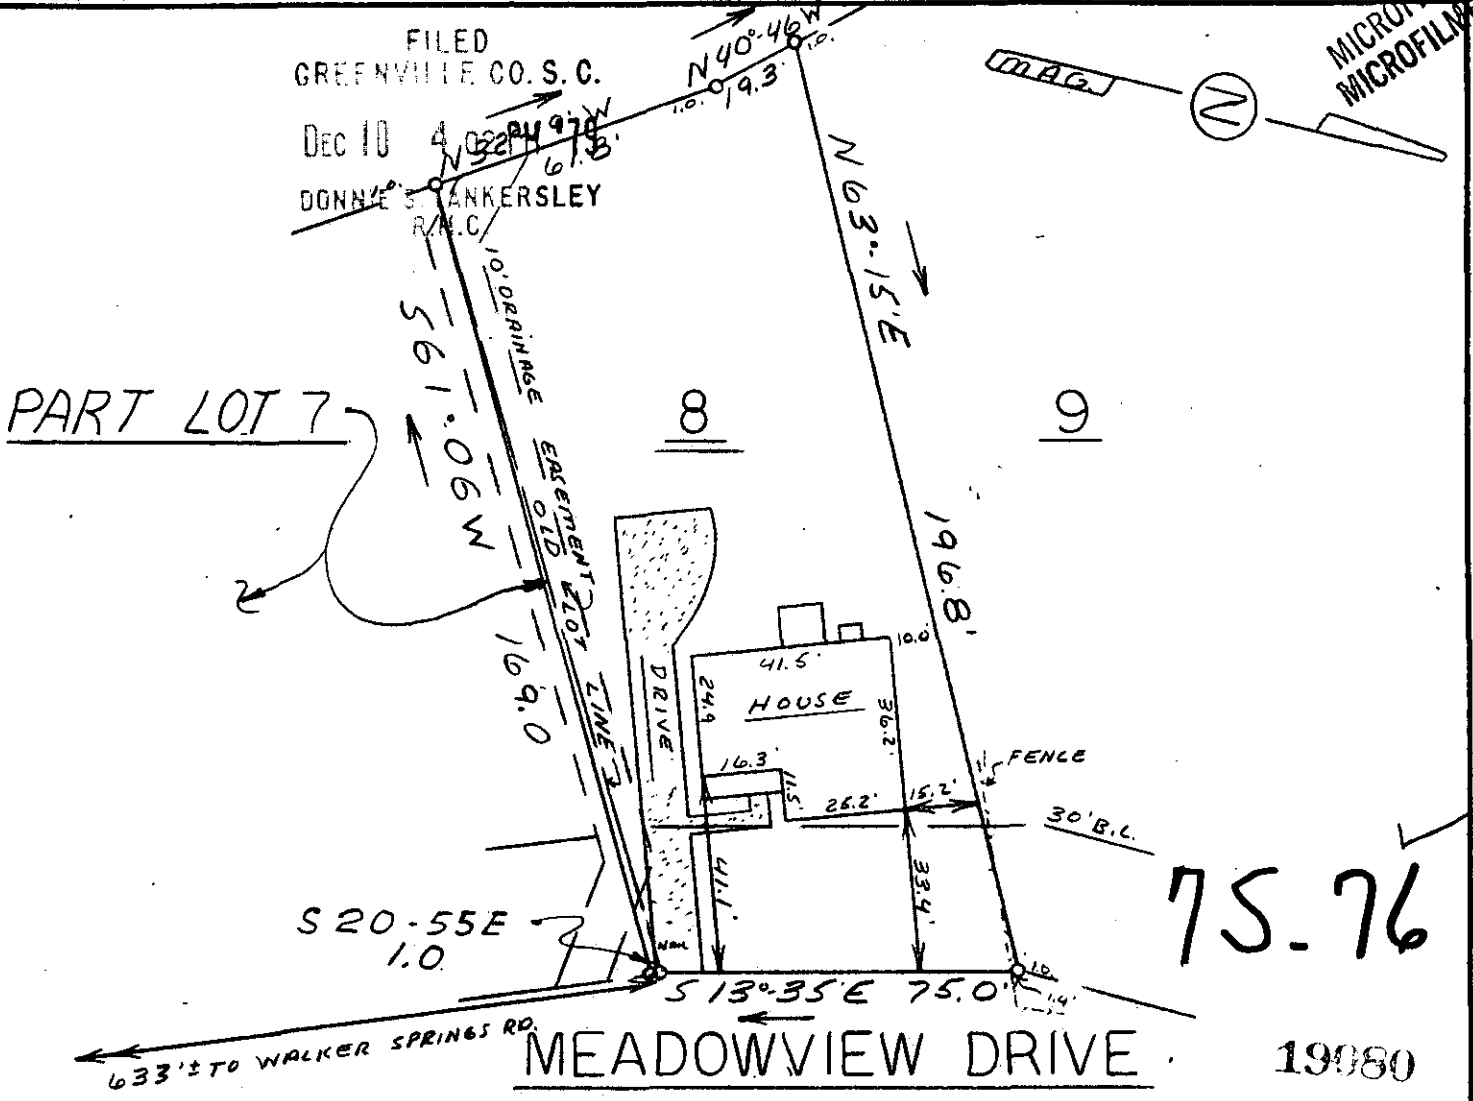 FILED
GREENVILLE CO. S. C.
DEC 10 4 02 PM '79
DONNIE S. TANKERSLEY
R.M.C.
MICROFILM
N 40°-46 W
19.3'
I.O.
I.O.
MAG.
N
N 63°-15'E
196.8'
10' DRAINAGE EASEMENT
OLD LOT LINE
S 61°06 W
169.0
PART LOT 7
8
9
DRIVE
41.5'
10.0'
HOUSE
24.9
36.2'
16.3'
11.5'
25.2'
15.2'
FENCE
30' B.L.
41.1'
33.4'
75-76
S 20-55E
1.0
NAIL
S 13°-35'E 75.0'
I.O.
1.4'
633'± TO WALKER SPRINGS RD.
MEADOWVIEW DRIVE
19080